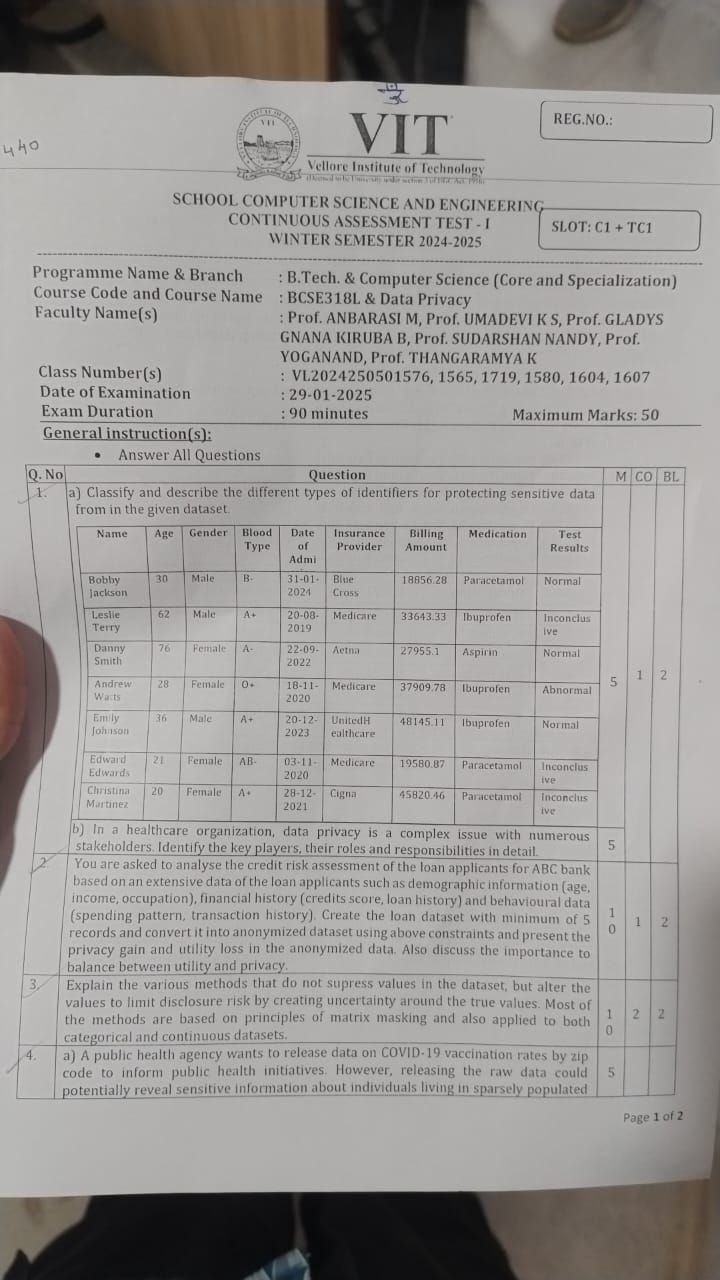 440
VIT
Vellore Institute of Technology
(Deemed to be University under section 3 of UGC Act, 1956)
REG.NO.:
SCHOOL COMPUTER SCIENCE AND ENGINEERING
CONTINUOUS ASSESSMENT TEST - I
WINTER SEMESTER 2024-2025
SLOT: C1 + TC1
Programme Name & Branch : B.Tech. & Computer Science (Core and Specialization)
Course Code and Course Name : BCSE318L & Data Privacy
Faculty Name(s) : Prof. ANBARASI M, Prof. UMADEVI K S, Prof. GLADYS
GNANA KIRUBA B, Prof. SUDARSHAN NANDY, Prof.
YOGANAND, Prof. THANGARAMYA K
Class Number(s) : VL2024250501576, 1565, 1719, 1580, 1604, 1607
Date of Examination : 29-01-2025
Exam Duration : 90 minutes Maximum Marks: 50
General instruction(s):
• Answer All Questions
Q. No Question M CO BL
1. a) Classify and describe the different types of identifiers for protecting sensitive data
from in the given dataset.
Name Age Gender Blood Date Insurance Billing Medication Test
Type of Provider Amount Results
Admi
Bobby 30 Male B- 31-01- Blue 18856.28 Paracetamol Normal
Jackson 2024 Cross
Leslie 62 Male A+ 20-08- Medicare 33643.33 Ibuprofen Inconclus
Terry 2019 ive
Danny 76 Female A- 22-09- Aetna 27955.1 Aspirin Normal
Smith 2022
Andrew 28 Female O+ 18-11- Medicare 37909.78 Ibuprofen Abnormal
Watts 2020
Emily 36 Male A+ 20-12- UnitedH 48145.11 Ibuprofen Normal
Johnson 2023 ealthcare
Edward 21 Female AB- 03-11- Medicare 19580.87 Paracetamol Inconclus
Edwards 2020 ive
Christina 20 Female A+ 28-12- Cigna 45820.46 Paracetamol Inconclus
Martinez 2021 ive
5 1 2
b) In a healthcare organization, data privacy is a complex issue with numerous
stakeholders. Identify the key players, their roles and responsibilities in detail. 5
2. You are asked to analyse the credit risk assessment of the loan applicants for ABC bank
based on an extensive data of the loan applicants such as demographic information (age,
income, occupation), financial history (credits score, loan history) and behavioural data
(spending pattern, transaction history). Create the loan dataset with minimum of 5
records and convert it into anonymized dataset using above constraints and present the
privacy gain and utility loss in the anonymized data. Also discuss the importance to
balance between utility and privacy.
10 1 2
3. Explain the various methods that do not supress values in the dataset, but alter the
values to limit disclosure risk by creating uncertainty around the true values. Most of
the methods are based on principles of matrix masking and also applied to both
categorical and continuous datasets.
10 2 2
4. a) A public health agency wants to release data on COVID-19 vaccination rates by zip
code to inform public health initiatives. However, releasing the raw data could 5
potentially reveal sensitive information about individuals living in sparsely populated
Page 1 of 2